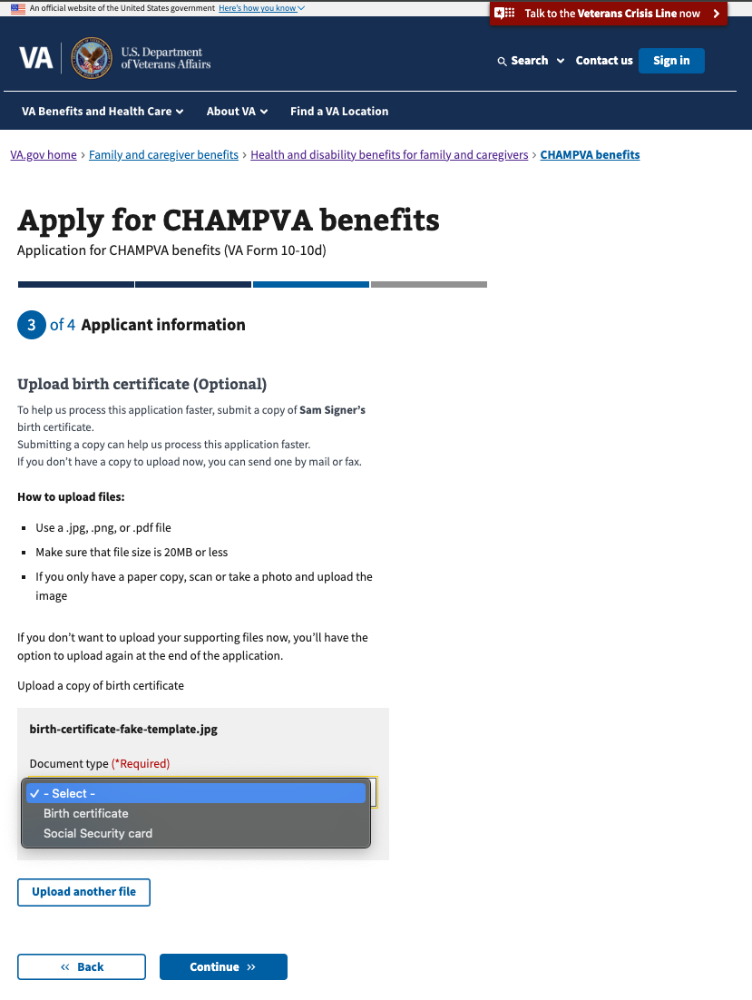 An official website of the United States government Here's how you know
Talk to the Veterans Crisis Line now
VA
U.S. Department
of Veterans Affairs
Search
Contact us
Sign in
VA Benefits and Health Care
About VA
Find a VA Location
VA.gov home › Family and caregiver benefits › Health and disability benefits for family and caregivers › CHAMPVA benefits
Apply for CHAMPVA benefits
Application for CHAMPVA benefits (VA Form 10-10d)
3 of 4 Applicant information
Upload birth certificate (Optional)
To help us process this application faster, submit a copy of Sam Signer’s
birth certificate.
Submitting a copy can help us process this application faster.
If you don’t have a copy to upload now, you can send one by mail or fax.
How to upload files:
Use a .jpg, .png, or .pdf file
Make sure that file size is 20MB or less
If you only have a paper copy, scan or take a photo and upload the
image
If you don’t want to upload your supporting files now, you’ll have the
option to upload again at the end of the application.
Upload a copy of birth certificate
birth-certificate-fake-template.jpg
Document type (*Required)
✓ - Select -
Birth certificate
Social Security card
Upload another file
« Back
Continue »